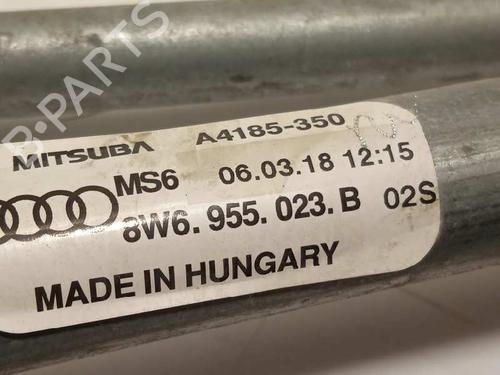 B-PARTS
MITSUBA A4185-350
MS6 06.03.18 12:15
8W6.955.023.B 02S
MADE IN HUNGARY